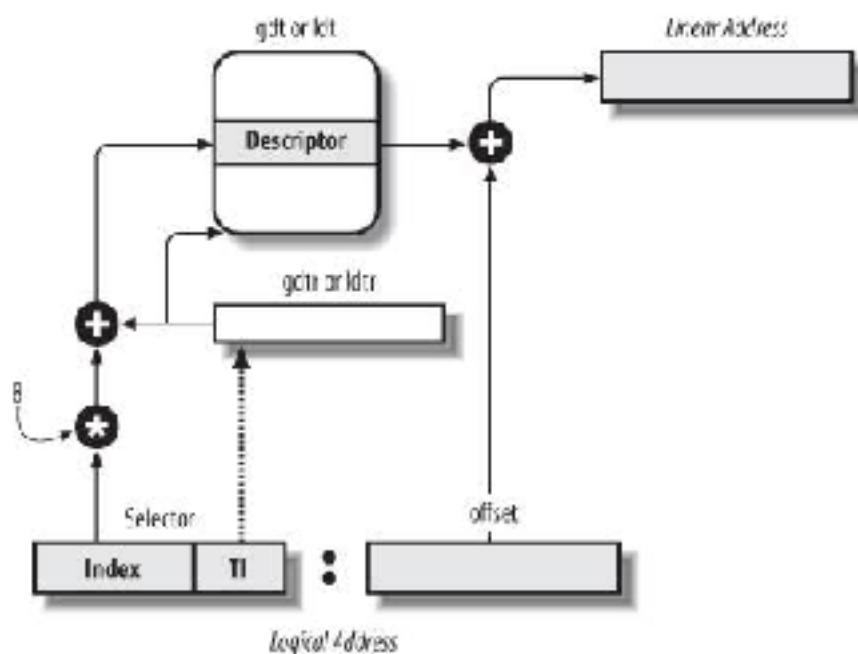 gdt or ldt
Linear Address
Descriptor
gdtr or ldtr
8
Selector
offset
Index
TI
:
Logical Address